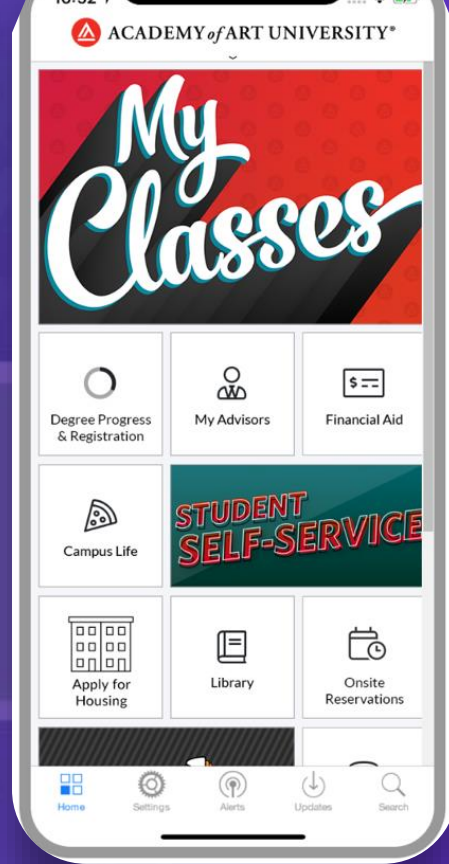 ACADEMY of ART UNIVERSITY®
My
Classes
Degree Progress
& Registration
My Advisors
$
Financial Aid
Campus Life
STUDENT
SELF-SERVICE
Apply for
Housing
Library
Onsite
Reservations
Home
Settings
Alerts
Updates
Search